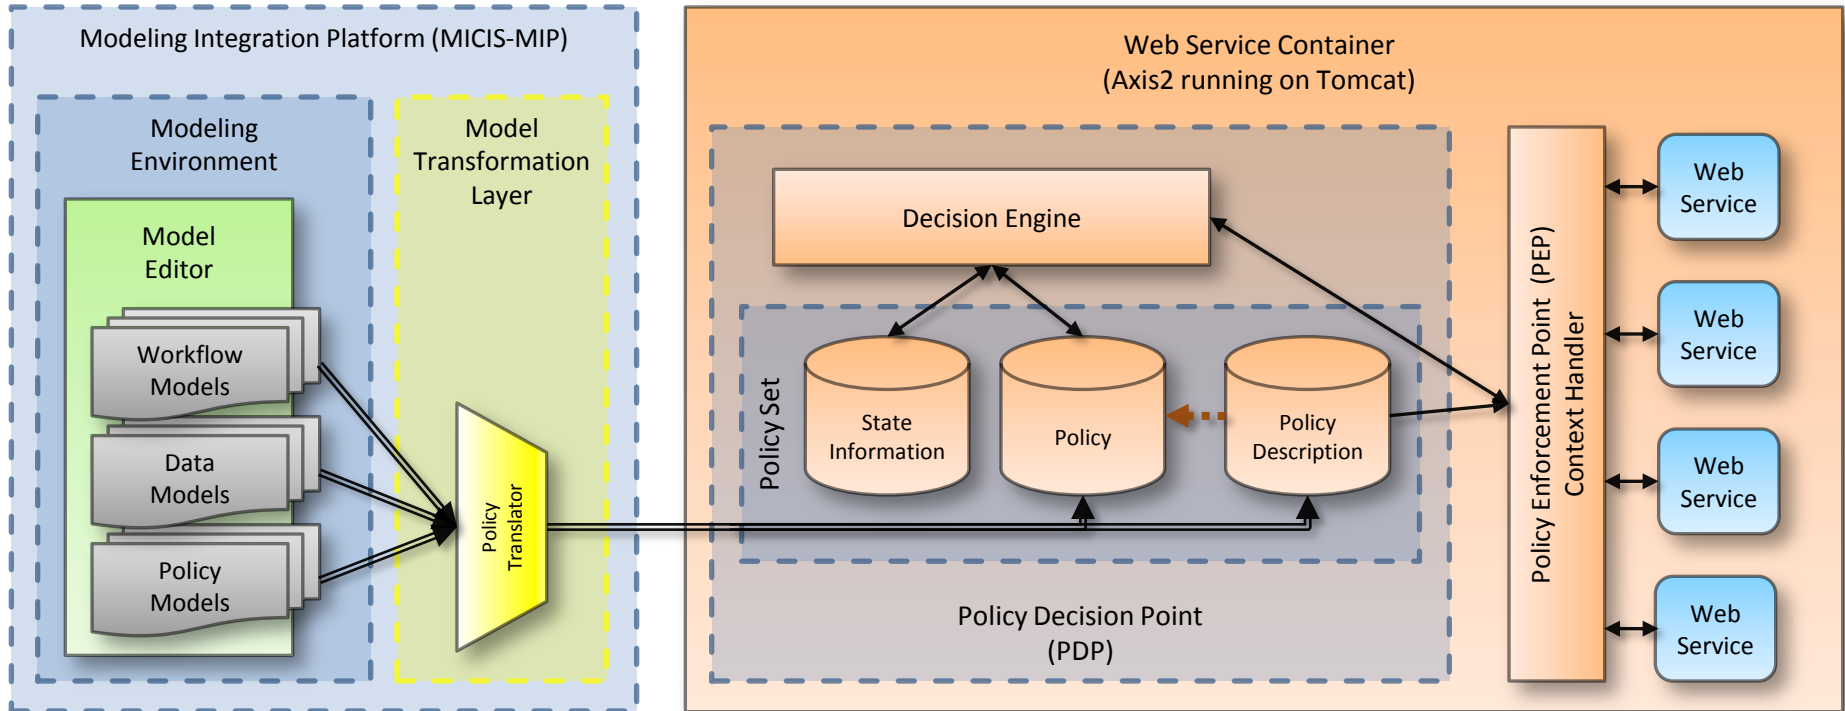 Modeling Integration Platform (MICIS-MIP)
Modeling
Environment
Model
Editor
Workflow
Models
Data
Models
Policy
Models
Model
Transformation
Layer
Policy
Translator
Web Service Container
(Axis2 running on Tomcat)
Decision Engine
Policy Set
State
Information
Policy
Policy
Description
Policy Decision Point
(PDP)
Policy Enforcement Point (PEP)
Context Handler
Web
Service
Web
Service
Web
Service
Web
Service